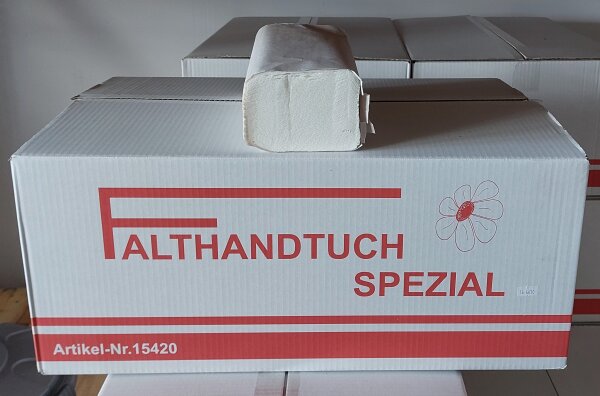 FALTHANDTUCH
SPEZIAL
Artikel-Nr.15420